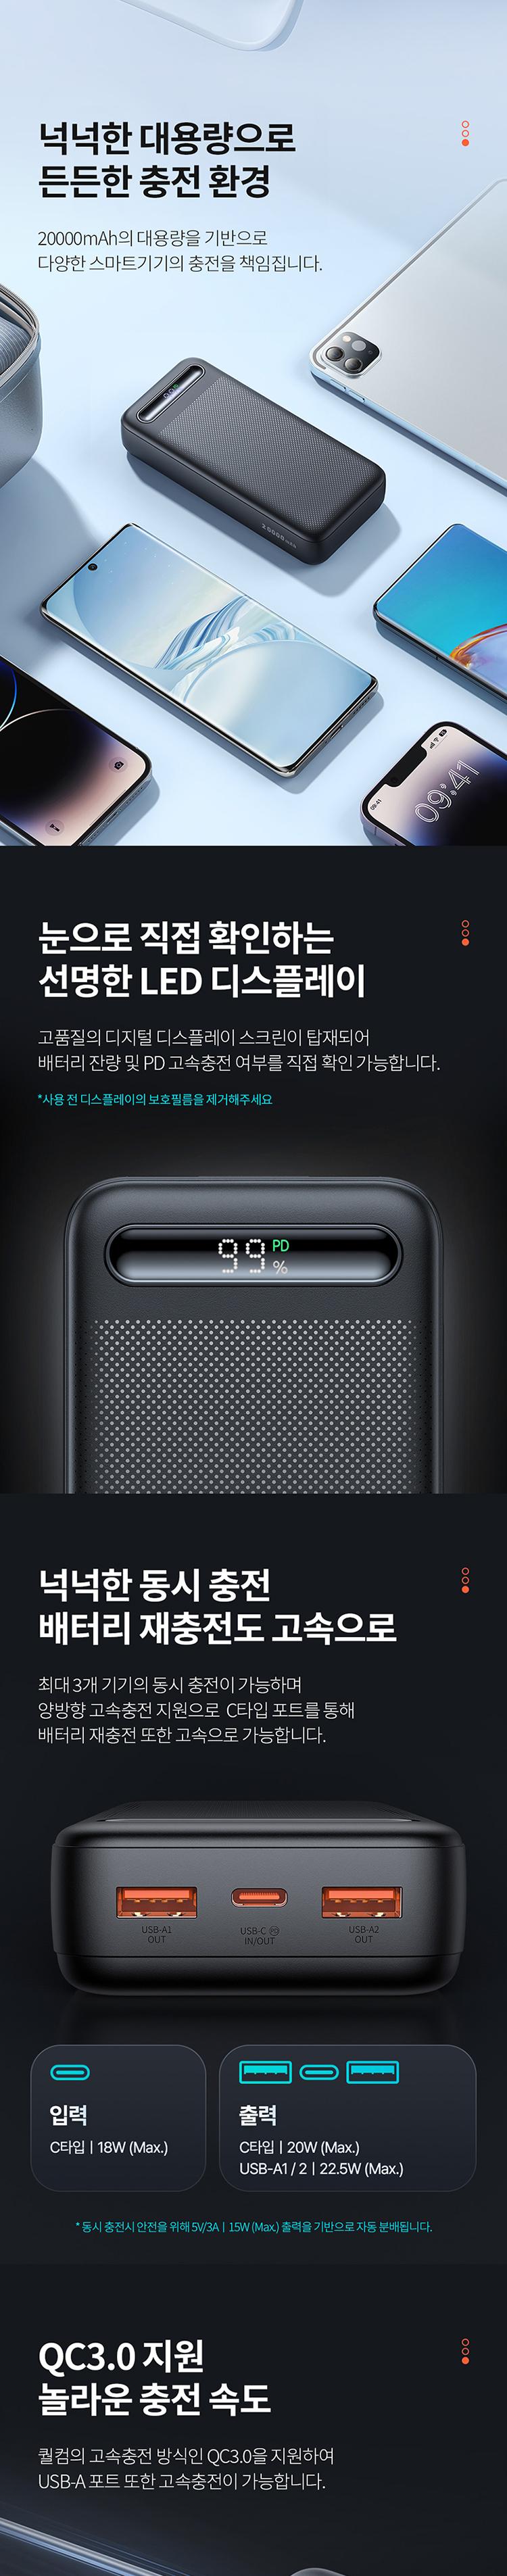 넉넉한 대용량으로
든든한 충전 환경
20000mAh의 대용량을 기반으로
다양한 스마트기기의 충전을 책임집니다.
20000mAh
09:41
09:41
눈으로 직접 확인하는
선명한 LED 디스플레이
고품질의 디지털 디스플레이 스크린이 탑재되어
배터리 잔량 및 PD 고속충전 여부를 직접 확인 가능합니다.
*사용 전 디스플레이의 보호필름을 제거해주세요
99 PD
%
넉넉한 동시 충전
배터리 재충전도 고속으로
최대 3개 기기의 동시 충전이 가능하며
양방향 고속충전 지원으로 C타입 포트를 통해
배터리 재충전 또한 고속으로 가능합니다.
USB-A1
OUT
USB-C PD
IN/OUT
USB-A2
OUT
입력
C타입 | 18W (Max.)
출력
C타입 | 20W (Max.)
USB-A1 / 2 | 22.5W (Max.)
* 동시 충전시 안전을 위해 5V/3A | 15W (Max.) 출력을 기반으로 자동 분배됩니다.
QC3.0 지원
놀라운 충전 속도
퀄컴의 고속충전 방식인 QC3.0을 지원하여
USB-A 포트 또한 고속충전이 가능합니다.